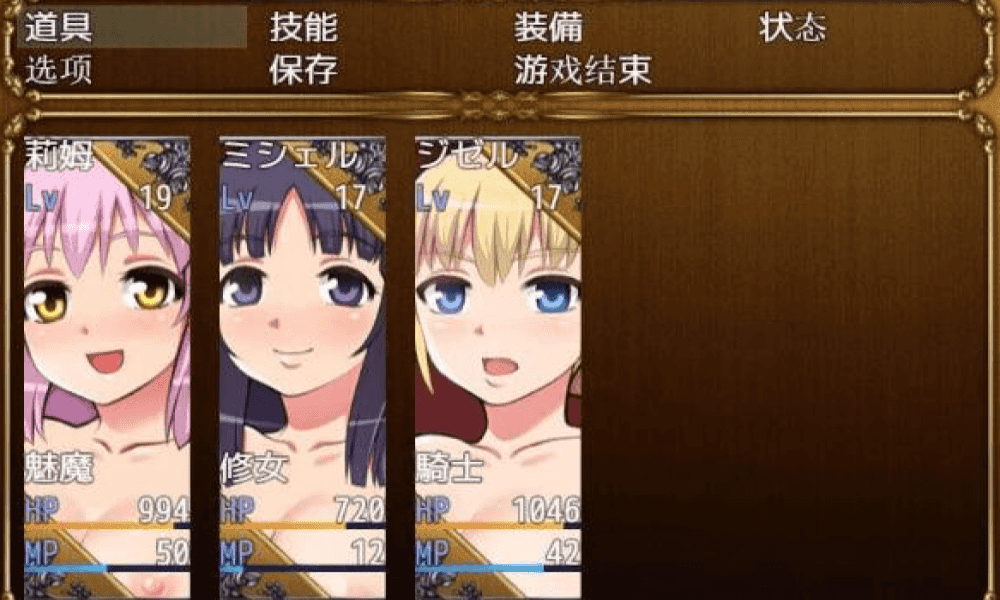 道具 技能 装備 状态
选项 保存 游戏结束
莉姆 ミシェル ジゼル
Lv 19 Lv 17 Lv 17
魅魔 修女 騎士
HP 994 HP 720 HP 1046
MP 50 MP 12 MP 42